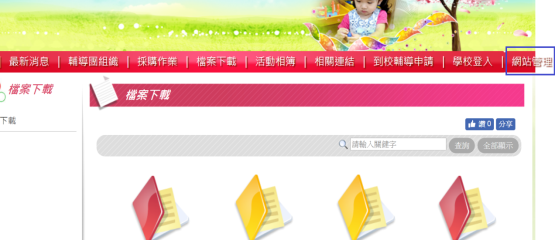 最新消息 | 輔導團組織 | 採購作業 | 檔案下載 | 活動相簿 | 相關連結 | 到校輔導申請 | 學校登入 | 網站管理
檔案下載
檔案下載
讚 0 分享
下載
請輸入關鍵字 查詢 全部顯示